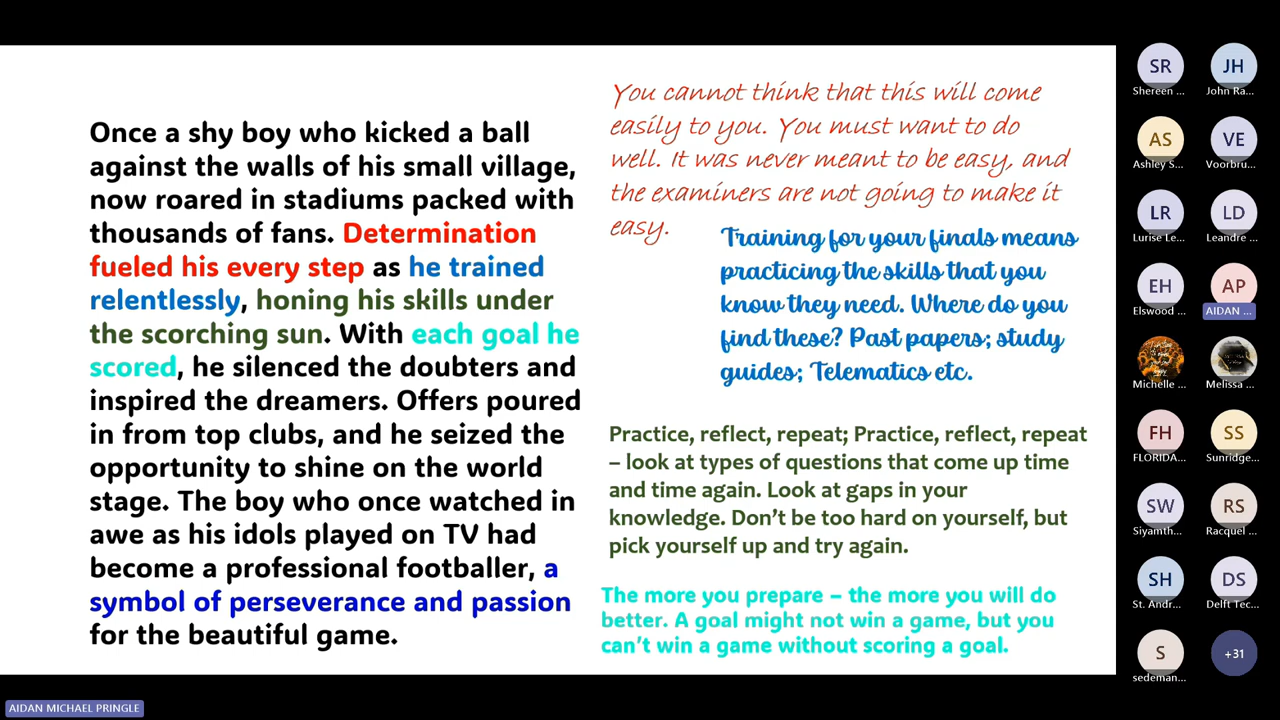 Once a shy boy who kicked a ball
against the walls of his small village,
now roared in stadiums packed with
thousands of fans. Determination
fueled his every step as he trained
relentlessly, honing his skills under
the scorching sun. With each goal he
scored, he silenced the doubters and
inspired the dreamers. Offers poured
in from top clubs, and he seized the
opportunity to shine on the world
stage. The boy who once watched in
awe as his idols played on TV had
become a professional footballer, a
symbol of perseverance and passion
for the beautiful game.
You cannot think that this will come
easily to you. You must want to do
well. It was never meant to be easy, and
the examiners are not going to make it
easy.
Training for your finals means
practicing the skills that you
know they need. Where do you
find these? Past papers; study
guides; Telematics etc.
Practice, reflect, repeat; Practice, reflect, repeat
– look at types of questions that come up time
and time again. Look at gaps in your
knowledge. Don't be too hard on yourself, but
pick yourself up and try again.
The more you prepare – the more you will do
better. A goal might not win a game, but you
can't win a game without scoring a goal.
SR
Shereen ...
JH
John Ra...
AS
Ashley S...
VE
Voorbru...
LR
Lurise Le...
LD
Leandre ...
EH
Elswood ...
AP
AIDAN ...
Michelle ...
Melissa ...
FH
FLORIDA...
SS
Sunridge...
SW
Siyamth...
RS
Racquel ...
SH
St. Andr...
DS
Delft Tec...
S
sedeman...
+31
AIDAN MICHAEL PRINGLE